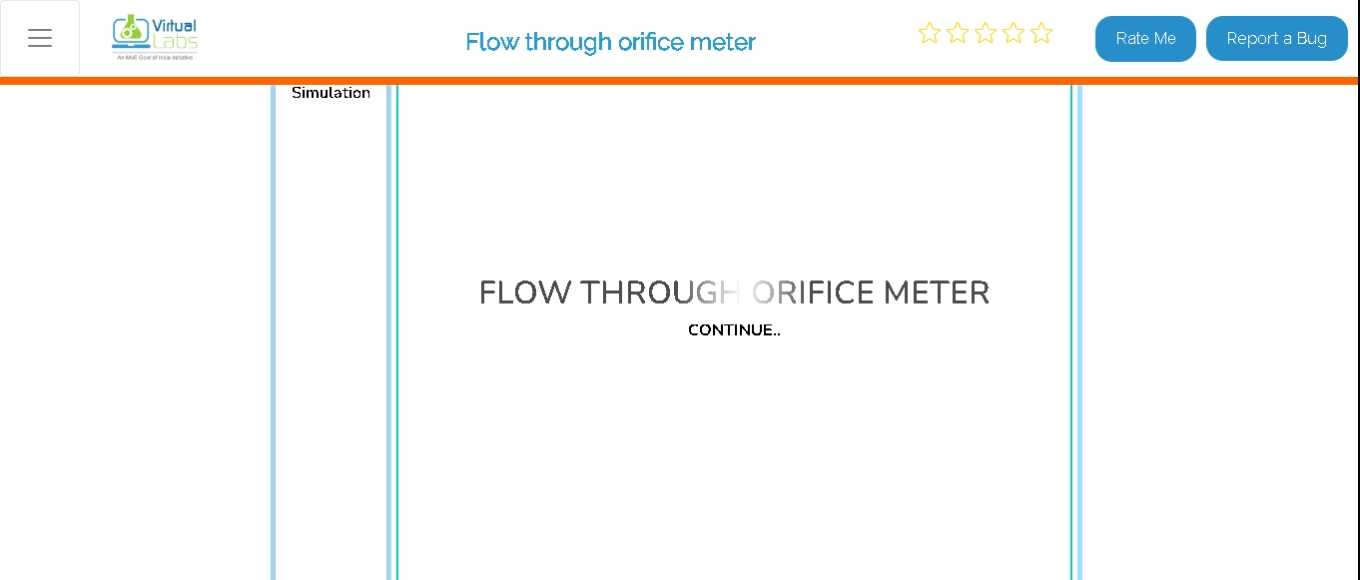 Virtual
Labs
An MoE Govt of India Initiative
Flow through orifice meter
Rate Me
Report a Bug
Simulation
FLOW THROUGH ORIFICE METER
CONTINUE..